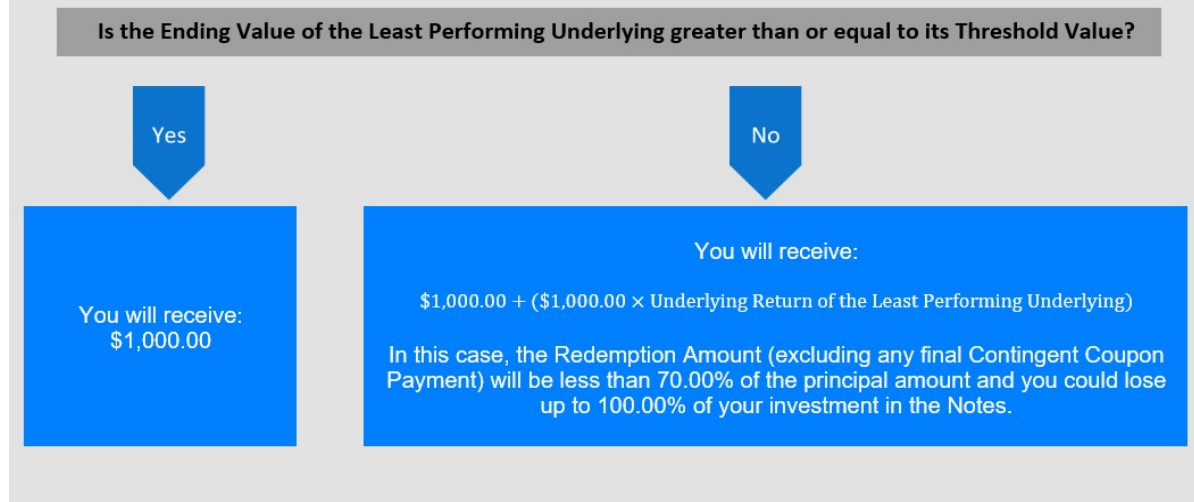 Is the Ending Value of the Least Performing Underlying greater than or equal to its Threshold Value?
Yes
No
You will receive:
$1,000.00
You will receive:
$1,000.00 + ($1,000.00 × Underlying Return of the Least Performing Underlying)
In this case, the Redemption Amount (excluding any final Contingent Coupon
Payment) will be less than 70.00% of the principal amount and you could lose
up to 100.00% of your investment in the Notes.